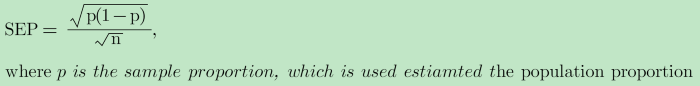 SEP = √p(1 − p) / √n,
where p is the sample proportion, which is used estiamted the population proportion